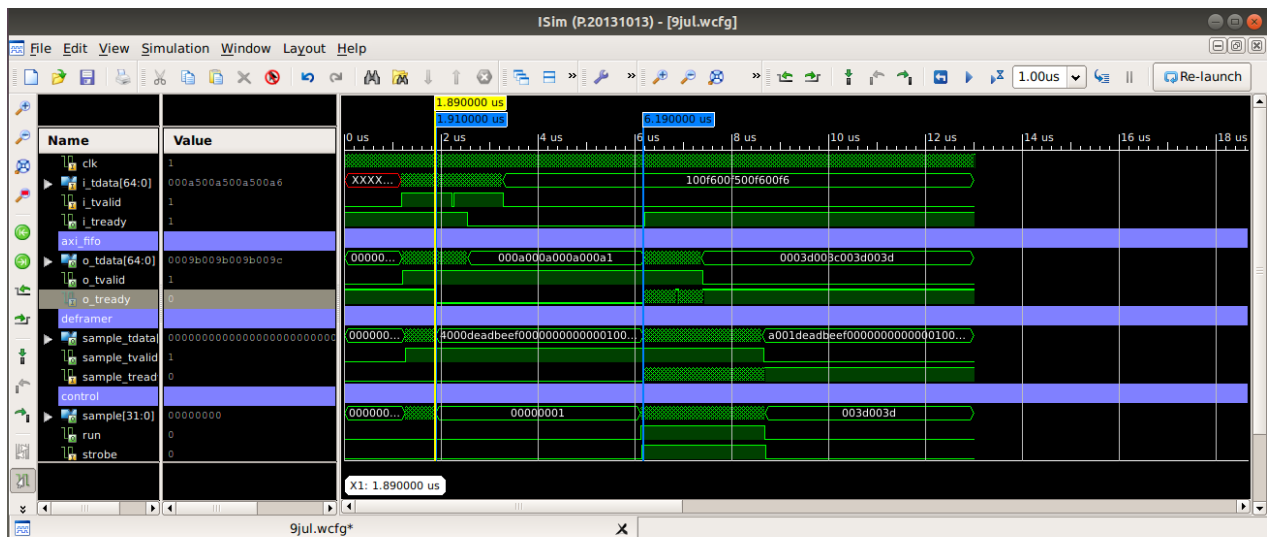 ISim (P.20131013) - [9jul.wcfg]
File Edit View Simulation Window Layout Help
» » » 1.00us Re-launch
1.890000 us
1.910000 us 6.190000 us
Name Value 0 us 2 us 4 us 6 us 8 us 10 us 12 us 14 us 16 us 18 us
clk 1
i_tdata[64:0] 000a500a500a500a6 XXXX... 100f600f500f600f6
i_tvalid 1
i_tready 1
axi_fifo
o_tdata[64:0] 0009b009b009b009c 00000... 000a000a000a000a1 0003d003c003d003d
o_tvalid 1
o_tready 0
deframer
sample_tdata[ 0000000000000000000000000 000000... 4000deadbeef0000000000000100... a001deadbeef0000000000000100...
sample_tvalid 1
sample_tread 0
control
sample[31:0] 00000000 000000... 00000001 003d003d
run 0
strobe 0
X1: 1.890000 us
»
9jul.wcfg*